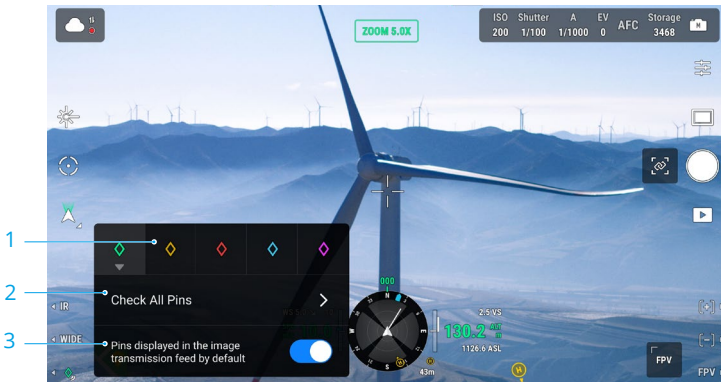 ISO Shutter A EV AFC Storage
200 1/100 1/1000 0 3468
ZOOM 5.0X
1
2
3
Check All Pins
Pins displayed in the image
transmission feed by default
IR
WIDE
000
N
W
S
2.5 VS
130.2 ALT
m
1126.6 ASL
43m
FPV
FPV